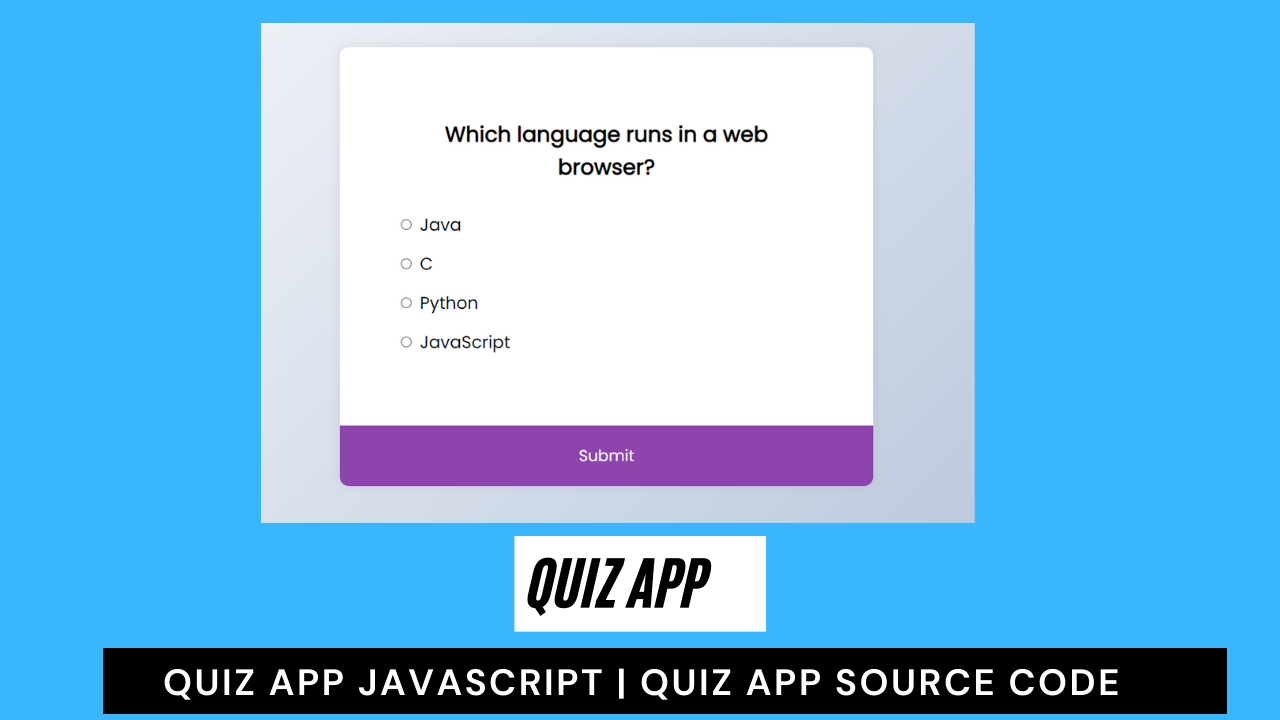 Which language runs in a web
browser?
Java
C
Python
JavaScript
Submit
QUIZ APP
QUIZ APP JAVASCRIPT | QUIZ APP SOURCE CODE